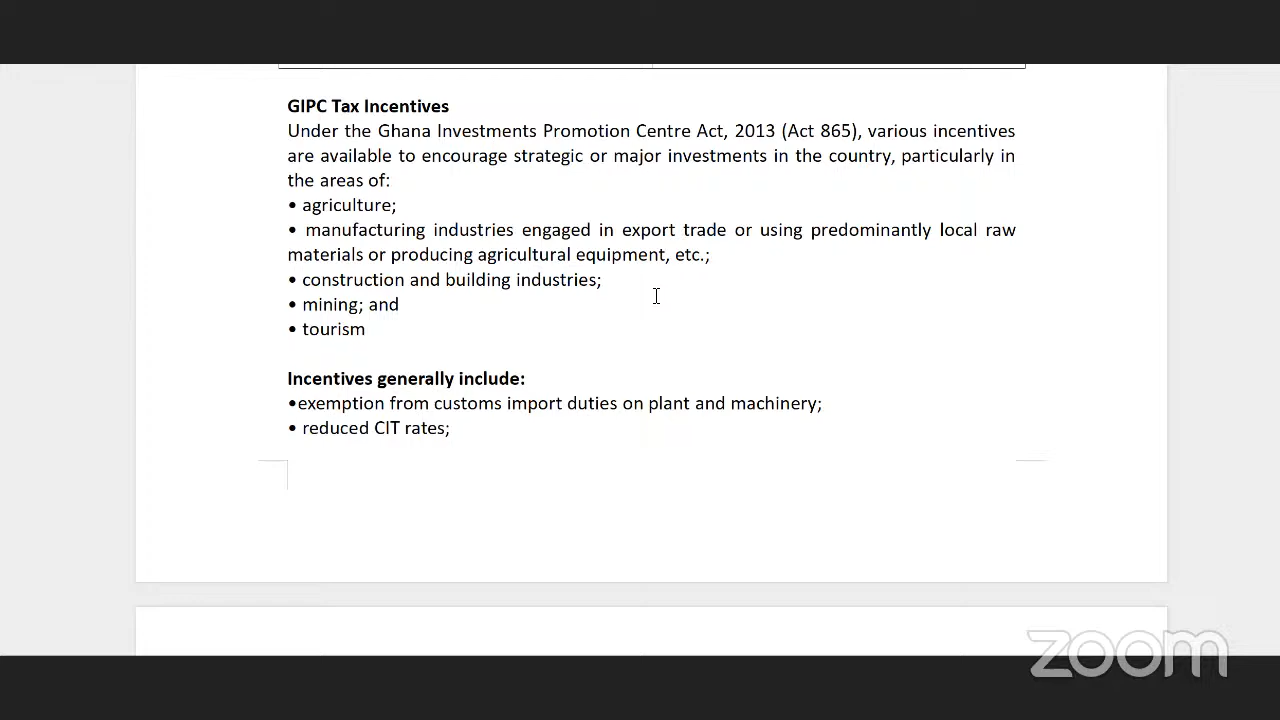 GIPC Tax Incentives
Under the Ghana Investments Promotion Centre Act, 2013 (Act 865), various incentives
are available to encourage strategic or major investments in the country, particularly in
the areas of:
• agriculture;
• manufacturing industries engaged in export trade or using predominantly local raw
materials or producing agricultural equipment, etc.;
• construction and building industries;
• mining; and
• tourism
Incentives generally include:
•exemption from customs import duties on plant and machinery;
• reduced CIT rates;
zoom